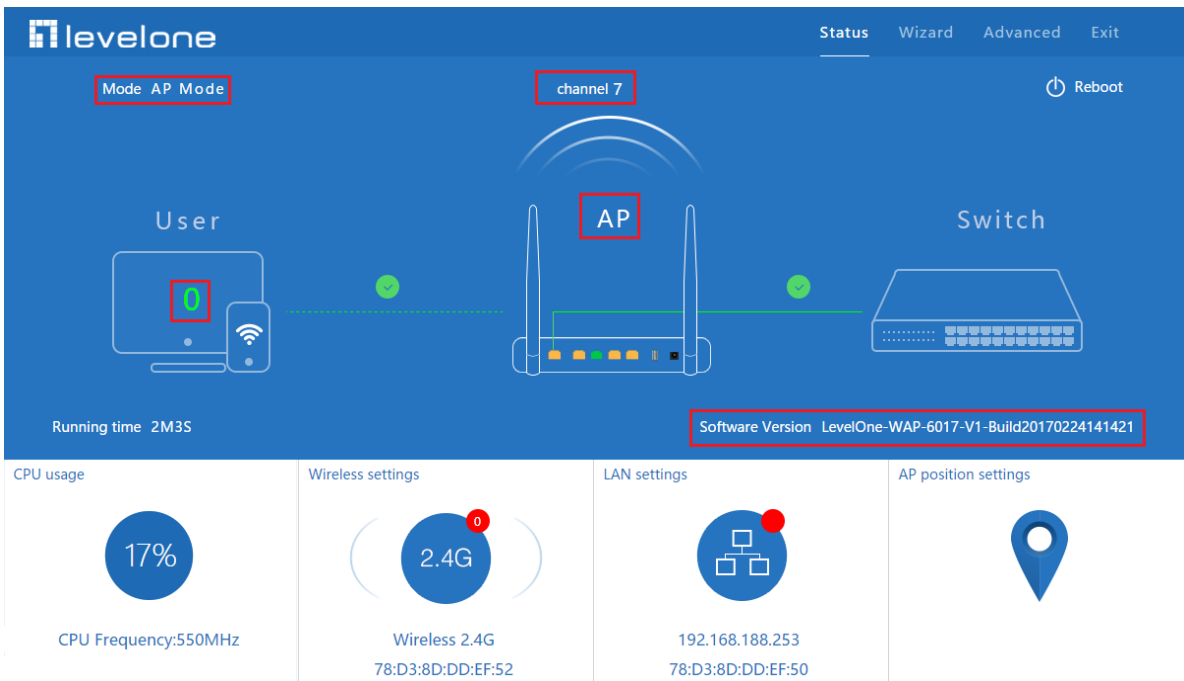 levelone
Status Wizard Advanced Exit
Mode AP Mode
channel 7
Reboot
User
AP
Switch
0
Running time 2M3S
Software Version LevelOne-WAP-6017-V1-Build20170224141421
CPU usage
Wireless settings
LAN settings
AP position settings
17%
0
2.4G
CPU Frequency:550MHz
Wireless 2.4G
192.168.188.253
78:D3:8D:DD:EF:52
78:D3:8D:DD:EF:50